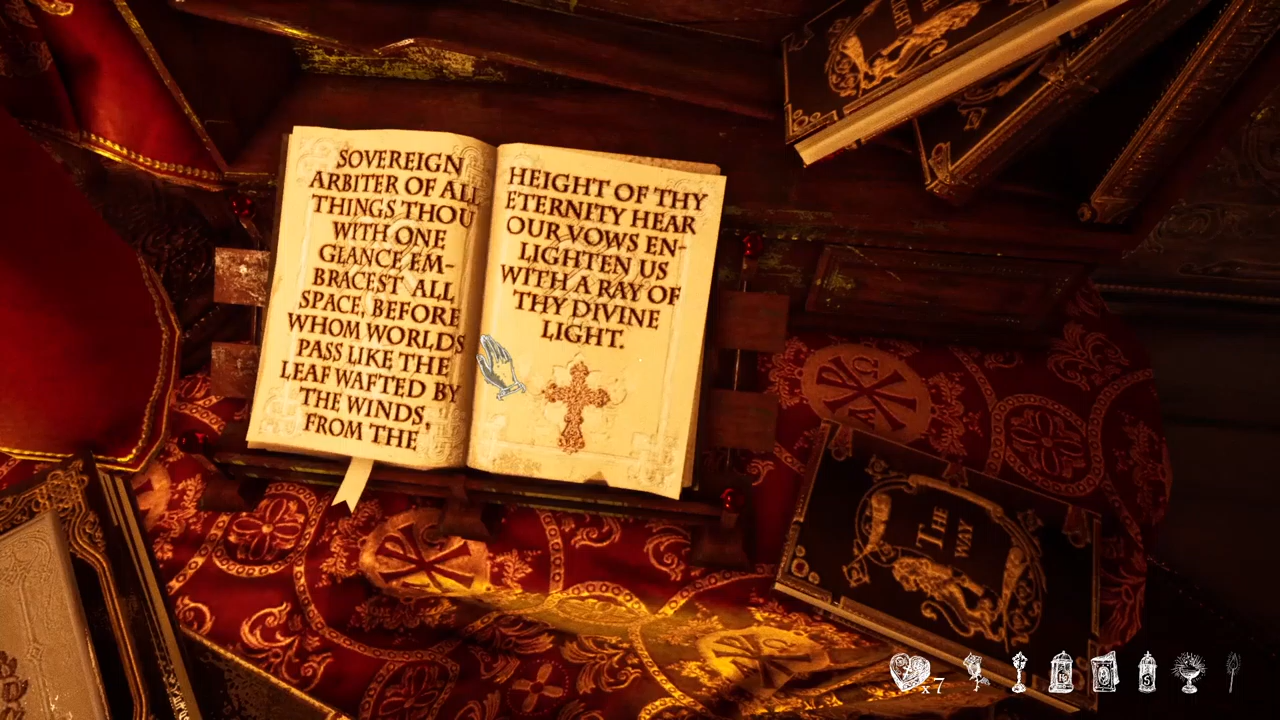 SOVEREIGN
ARBITER OF ALL
THINGS THOU
WITH ONE
GLANCE EM-
BRACEST ALL
SPACE, BEFORE
WHOM WORLDS
PASS LIKE THE
LEAF WAFTED BY
THE WINDS,
FROM THE
HEIGHT OF THY
ETERNITY HEAR
OUR VOWS EN-
LIGHTEN US
WITH A RAY OF
THY DIVINE
LIGHT.
THE
WAY
x7